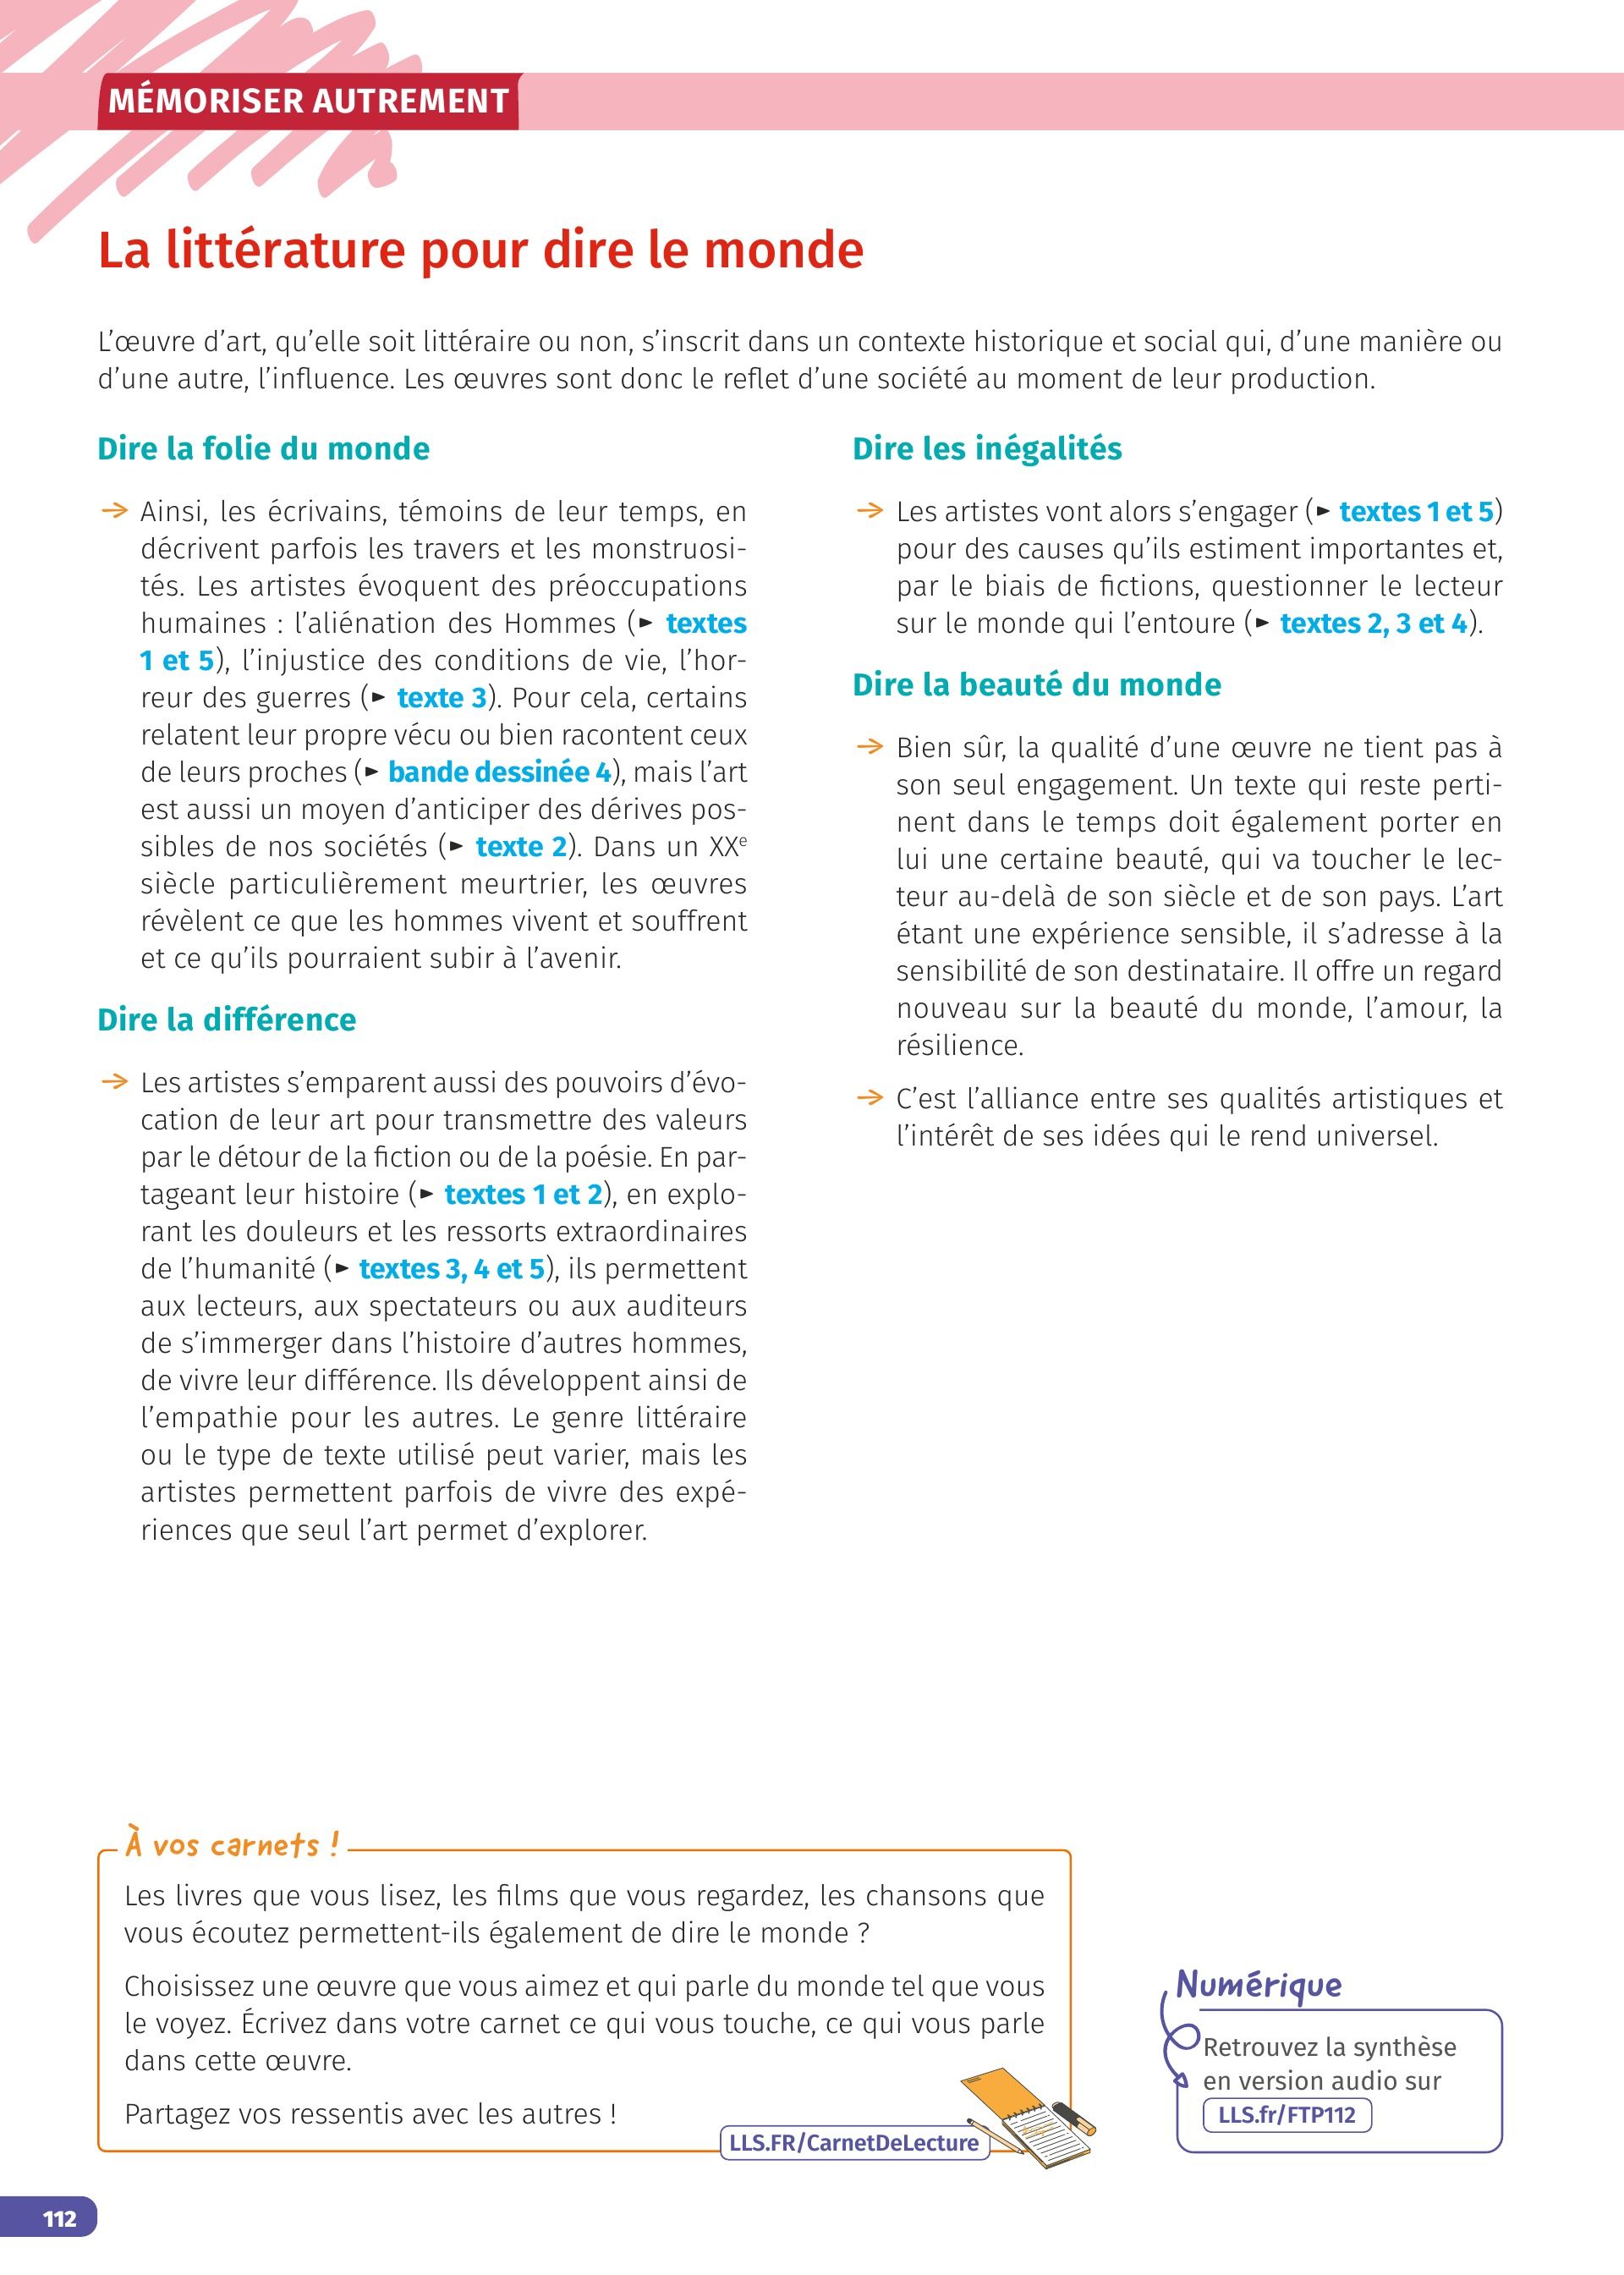 MÉMORISER AUTREMENT
La littérature pour dire le monde
L’œuvre d’art, qu’elle soit littéraire ou non, s’inscrit dans un contexte historique et social qui, d’une manière ou
d’une autre, l’influence. Les œuvres sont donc le reflet d’une société au moment de leur production.
Dire la folie du monde
→ Ainsi, les écrivains, témoins de leur temps, en
décrivent parfois les travers et les monstruosi-
tés. Les artistes évoquent des préoccupations
humaines : l’aliénation des Hommes (► textes
1 et 5), l’injustice des conditions de vie, l’hor-
reur des guerres (► texte 3). Pour cela, certains
relatent leur propre vécu ou bien racontent ceux
de leurs proches (► bande dessinée 4), mais l’art
est aussi un moyen d’anticiper des dérives pos-
sibles de nos sociétés (► texte 2). Dans un XXe
siècle particulièrement meurtrier, les œuvres
révèlent ce que les hommes vivent et souffrent
et ce qu’ils pourraient subir à l’avenir.
Dire la différence
→ Les artistes s’emparent aussi des pouvoirs d’évo-
cation de leur art pour transmettre des valeurs
par le détour de la fiction ou de la poésie. En par-
tageant leur histoire (► textes 1 et 2), en explo-
rant les douleurs et les ressorts extraordinaires
de l’humanité (► textes 3, 4 et 5), ils permettent
aux lecteurs, aux spectateurs ou aux auditeurs
de s’immerger dans l’histoire d’autres hommes,
de vivre leur différence. Ils développent ainsi de
l’empathie pour les autres. Le genre littéraire
ou le type de texte utilisé peut varier, mais les
artistes permettent parfois de vivre des expé-
riences que seul l’art permet d’explorer.
Dire les inégalités
→ Les artistes vont alors s’engager (► textes 1 et 5)
pour des causes qu’ils estiment importantes et,
par le biais de fictions, questionner le lecteur
sur le monde qui l’entoure (► textes 2, 3 et 4).
Dire la beauté du monde
→ Bien sûr, la qualité d’une œuvre ne tient pas à
son seul engagement. Un texte qui reste perti-
nent dans le temps doit également porter en
lui une certaine beauté, qui va toucher le lec-
teur au-delà de son siècle et de son pays. L’art
étant une expérience sensible, il s’adresse à la
sensibilité de son destinataire. Il offre un regard
nouveau sur la beauté du monde, l’amour, la
résilience.
→ C’est l’alliance entre ses qualités artistiques et
l’intérêt de ses idées qui le rend universel.
À vos carnets !
Les livres que vous lisez, les films que vous regardez, les chansons que
vous écoutez permettent-ils également de dire le monde ?
Choisissez une œuvre que vous aimez et qui parle du monde tel que vous
le voyez. Écrivez dans votre carnet ce qui vous touche, ce qui vous parle
dans cette œuvre.
Partagez vos ressentis avec les autres !
LLS.FR/CarnetDeLecture
Numérique
Retrouvez la synthèse
en version audio sur
LLS.fr/FTP112
112